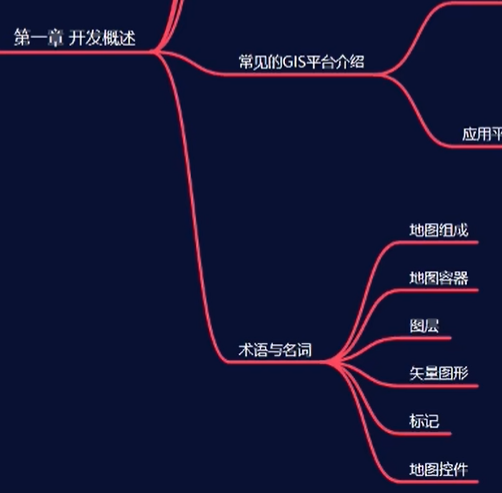 第一章 开发概述
常见的GIS平台介绍
应用平
术语与名词
地图组成
地图容器
图层
矢量图形
标记
地图控件